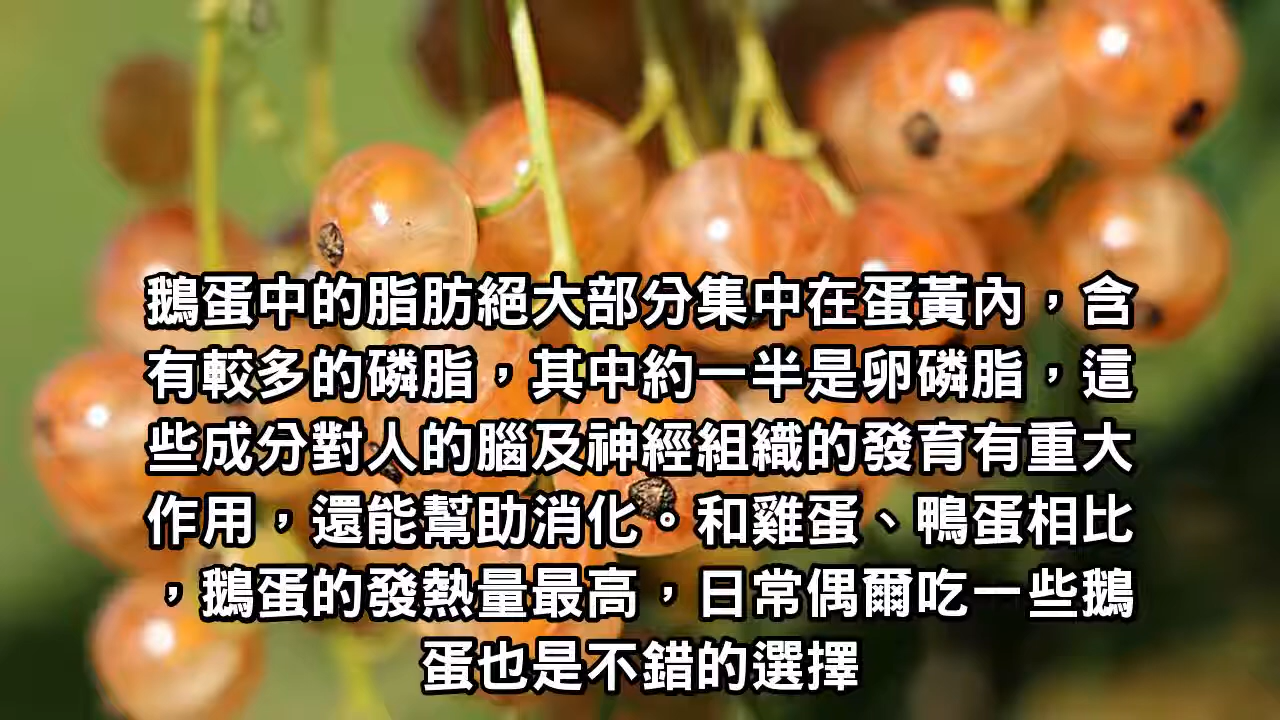 鵝蛋中的脂肪絕大部分集中在蛋黃內，含
有較多的磷脂，其中約一半是卵磷脂，這
些成分對人的腦及神經組織的發育有重大
作用，還能幫助消化。和雞蛋、鴨蛋相比
，鵝蛋的發熱量最高，日常偶爾吃一些鵝
蛋也是不錯的選擇